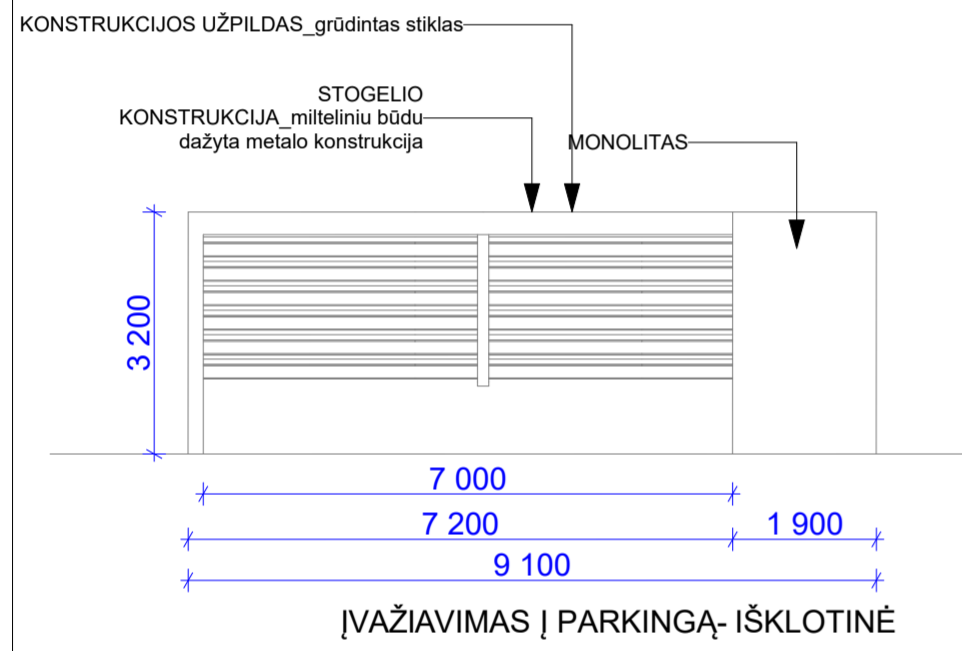 KONSTRUKCIJOS UŽPILDAS_grūdintas stiklas
STOGELIO
KONSTRUKCIJA_milteliniu būdu
dažyta metalo konstrukcija
MONOLITAS
3 200
7 000
7 200
1 900
9 100
ĮVAŽIAVIMAS Į PARKINGĄ- IŠKLOTINĖ